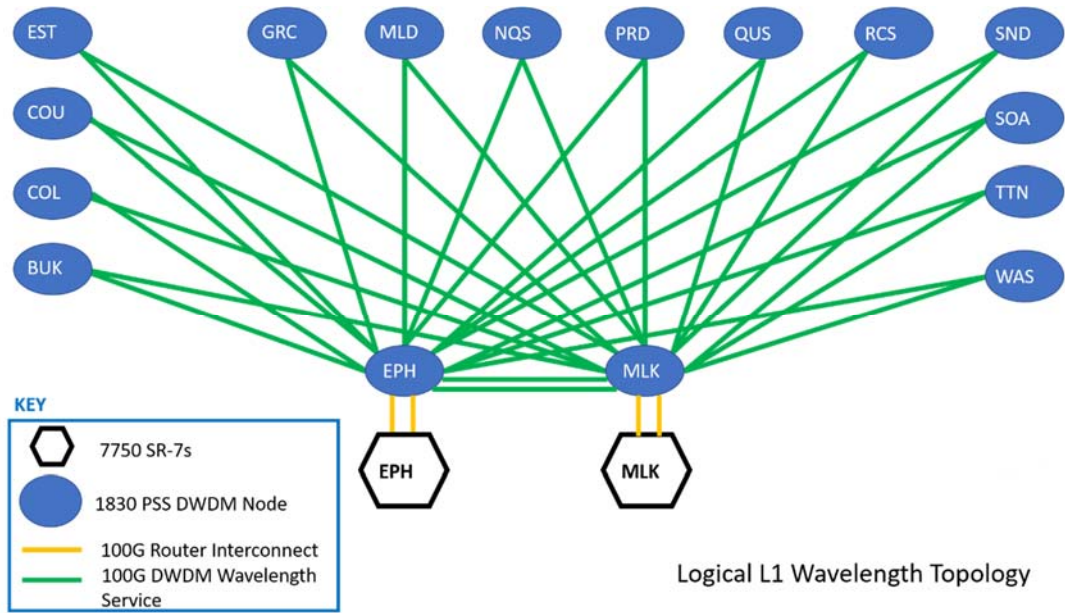 EST
GRC
MLD
NQS
PRD
QUS
RCS
SND
COU
SOA
COL
TTN
BUK
WAS
EPH
MLK
KEY
7750 SR-7s
EPH
MLK
1830 PSS DWDM Node
100G Router Interconnect
100G DWDM Wavelength
Service
Logical L1 Wavelength Topology